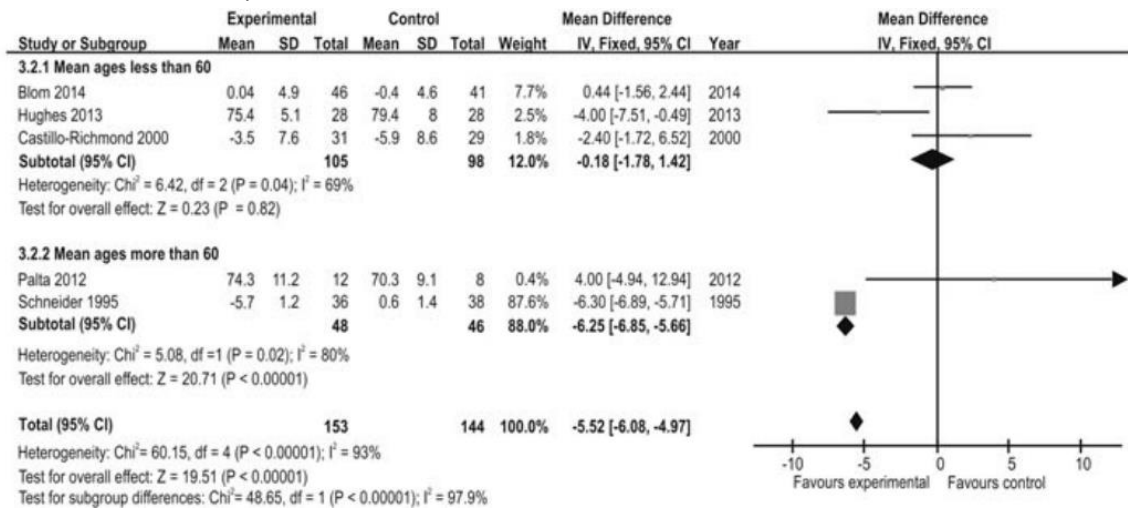 Experimental Control Mean Difference Mean Difference
Study or Subgroup Mean SD Total Mean SD Total Weight IV, Fixed, 95% CI Year IV, Fixed, 95% CI
3.2.1 Mean ages less than 60
Blom 2014 0.04 4.9 46 -0.4 4.6 41 7.7% 0.44 [-1.56, 2.44] 2014
Hughes 2013 75.4 5.1 28 79.4 8 28 2.5% -4.00 [-7.51, -0.49] 2013
Castillo-Richmond 2000 -3.5 7.6 31 -5.9 8.6 29 1.8% -2.40 [-1.72, 6.52] 2000
Subtotal (95% CI) 105 98 12.0% -0.18 [-1.78, 1.42]
Heterogeneity: Chi² = 6.42, df = 2 (P = 0.04); I² = 69%
Test for overall effect: Z = 0.23 (P = 0.82)
3.2.2 Mean ages more than 60
Palta 2012 74.3 11.2 12 70.3 9.1 8 0.4% 4.00 [-4.94, 12.94] 2012
Schneider 1995 -5.7 1.2 36 0.6 1.4 38 87.6% -6.30 [-6.89, -5.71] 1995
Subtotal (95% CI) 48 46 88.0% -6.25 [-6.85, -5.66]
Heterogeneity: Chi² = 5.08, df =1 (P = 0.02); I² = 80%
Test for overall effect: Z = 20.71 (P < 0.00001)
Total (95% CI) 153 144 100.0% -5.52 [-6.08, -4.97]
Heterogeneity: Chi²= 60.15, df = 4 (P < 0.00001); I² = 93%
Test for overall effect: Z = 19.51 (P < 0.00001)
Test for subgroup differences: Chi²= 48.65, df = 1 (P < 0.00001); I² = 97.9%
-10 -5 0 5 10
Favours experimental Favours control